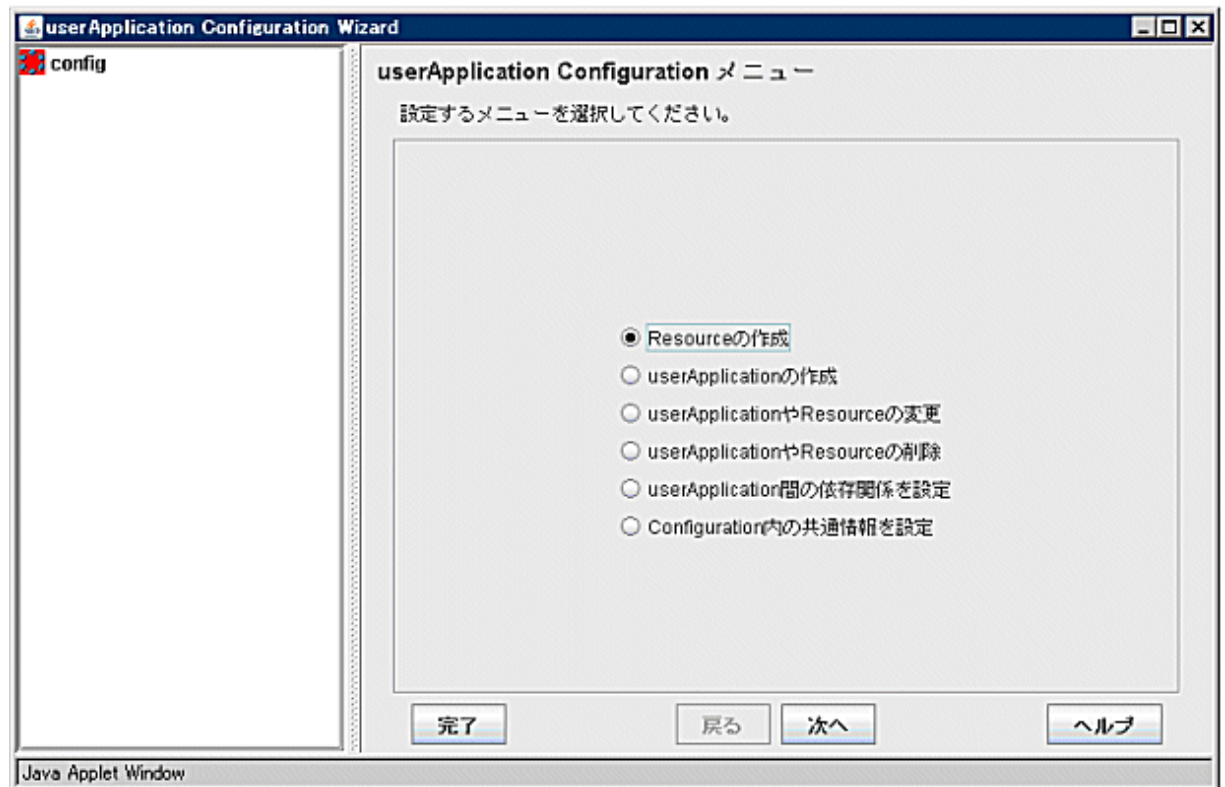 userApplication Configuration Wizard
config
userApplication Configuration メニュー
設定するメニューを選択してください。
Resourceの作成
userApplicationの作成
userApplicationやResourceの変更
userApplicationやResourceの削除
userApplication間の依存関係を設定
Configuration内の共通情報を設定
完了 戻る 次へ ヘルプ
Java Applet Window